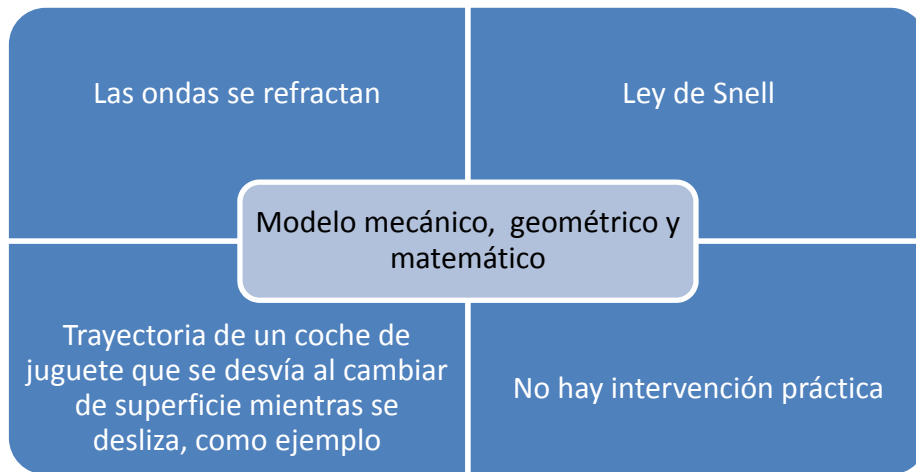 Las ondas se refractan
Ley de Snell
Modelo mecánico, geométrico y
matemático
Trayectoria de un coche de
juguete que se desvía al cambiar
de superficie mientras se
desliza, como ejemplo
No hay intervención práctica